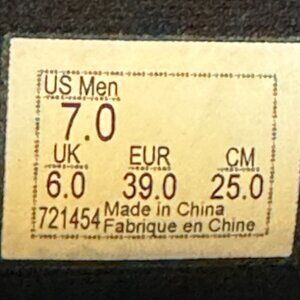 US Men
7.0
UK EUR CM
6.0 39.0 25.0
721454 Made in China
Fabrique en Chine